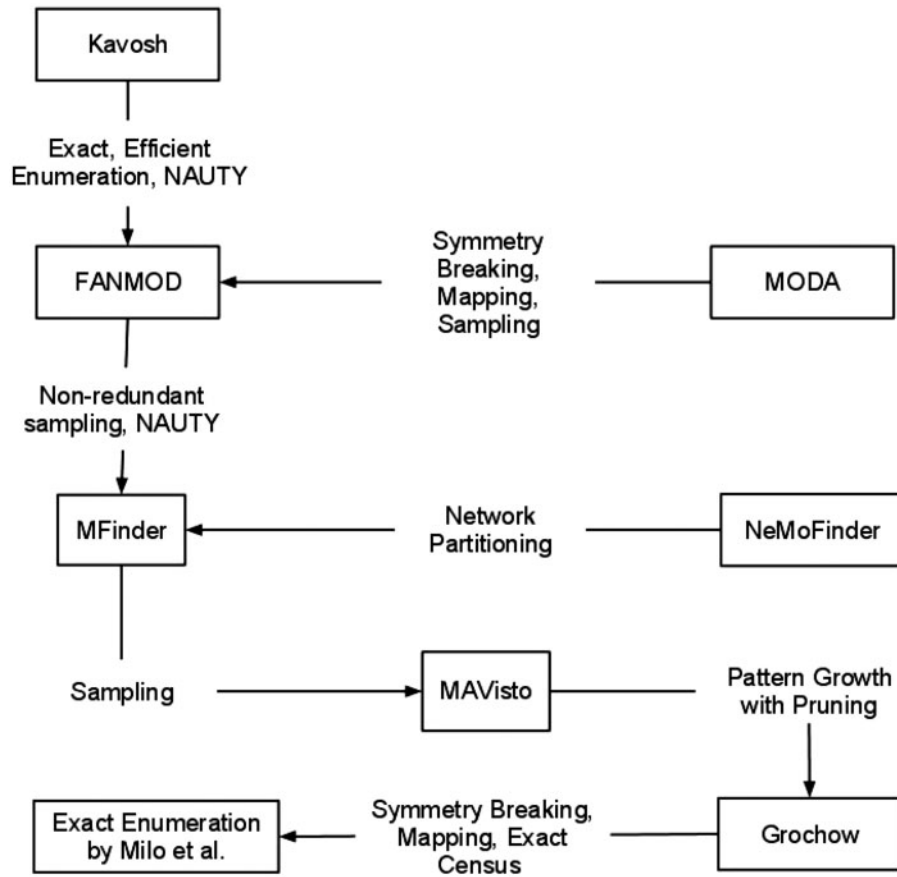 Kavosh
Exact, Efficient
Enumeration, NAUTY
FANMOD
Symmetry
Breaking,
Mapping,
Sampling
MODA
Non-redundant
sampling, NAUTY
MFinder
Network
Partitioning
NeMoFinder
Sampling
MAVisto
Pattern Growth
with Pruning
Exact Enumeration
by Milo et al.
Symmetry Breaking,
Mapping, Exact
Census
Grochow